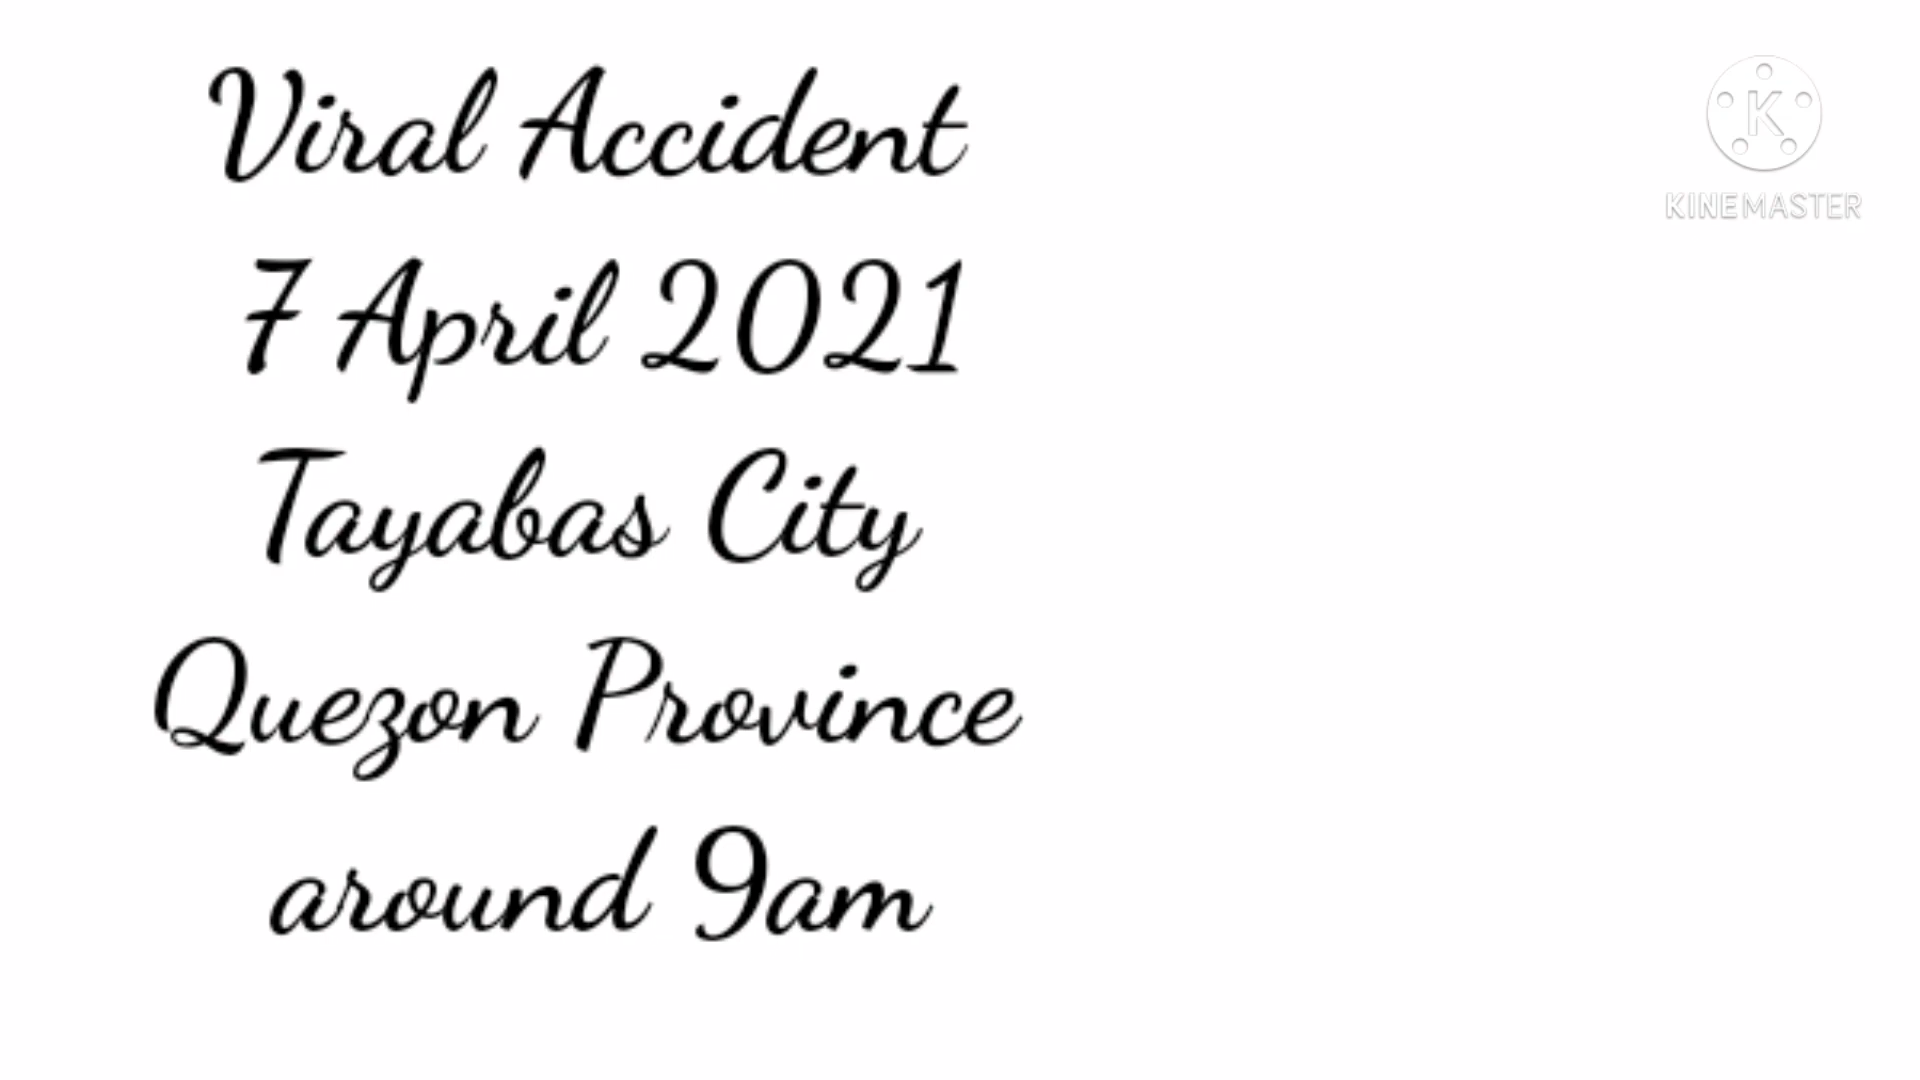 Viral Accident
7 April 2021
Tayabas City
Quezon Province
around 9am
K
KINEMASTER